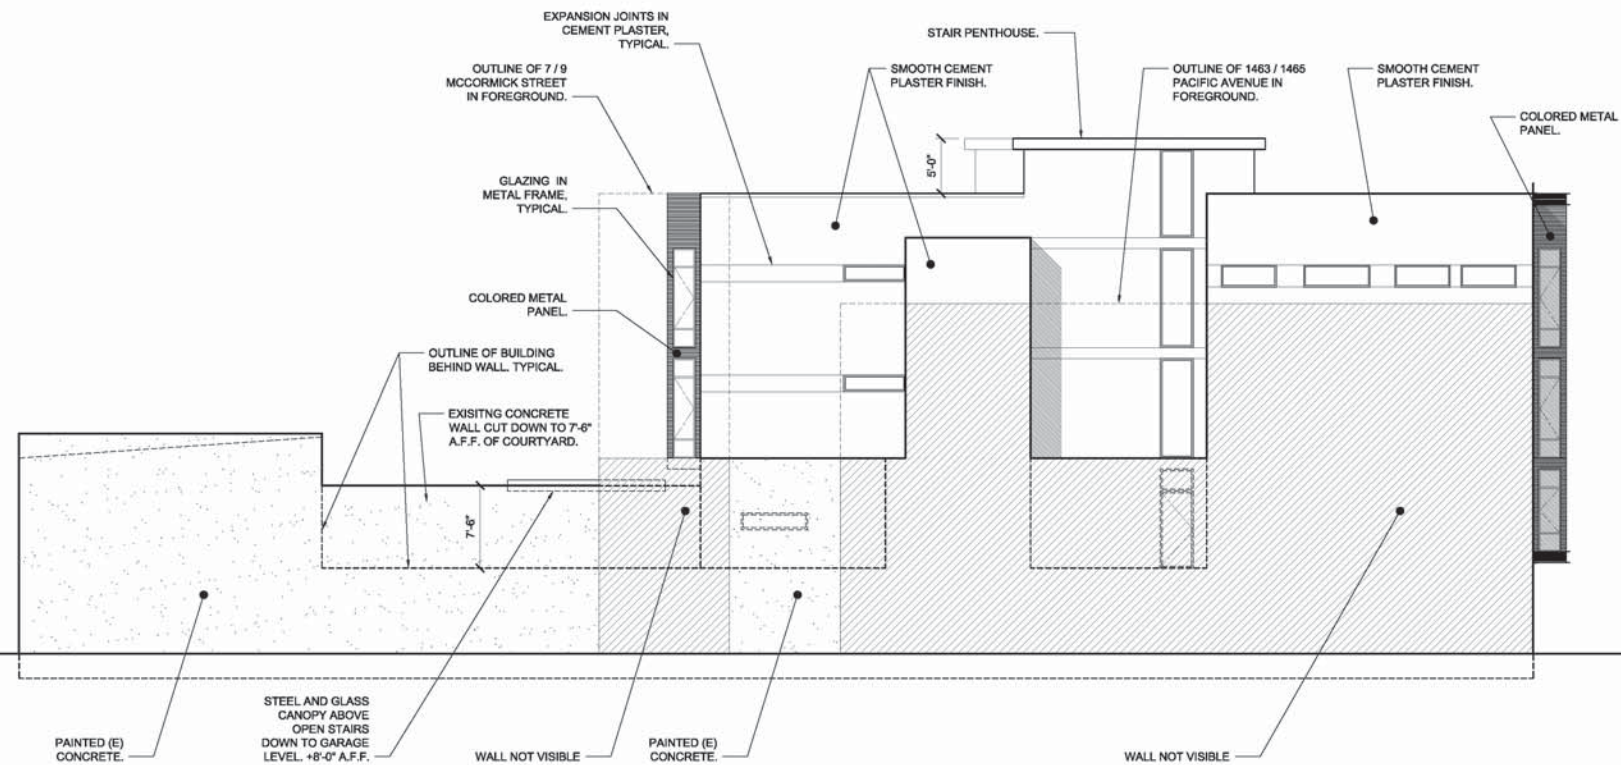 EXPANSION JOINTS IN
CEMENT PLASTER,
TYPICAL.
STAIR PENTHOUSE.
OUTLINE OF 7 / 9
MCCORMICK STREET
IN FOREGROUND.
SMOOTH CEMENT
PLASTER FINISH.
OUTLINE OF 1463 / 1465
PACIFIC AVENUE IN
FOREGROUND.
SMOOTH CEMENT
PLASTER FINISH.
COLORED METAL
PANEL.
5'-0"
GLAZING IN
METAL FRAME,
TYPICAL.
COLORED METAL
PANEL.
OUTLINE OF BUILDING
BEHIND WALL. TYPICAL.
EXISITNG CONCRETE
WALL CUT DOWN TO 7'-6"
A.F.F. OF COURTYARD.
7'-6"
STEEL AND GLASS
CANOPY ABOVE
OPEN STAIRS
DOWN TO GARAGE
LEVEL. +8'-0" A.F.F.
PAINTED (E)
CONCRETE.
WALL NOT VISIBLE
PAINTED (E)
CONCRETE.
WALL NOT VISIBLE